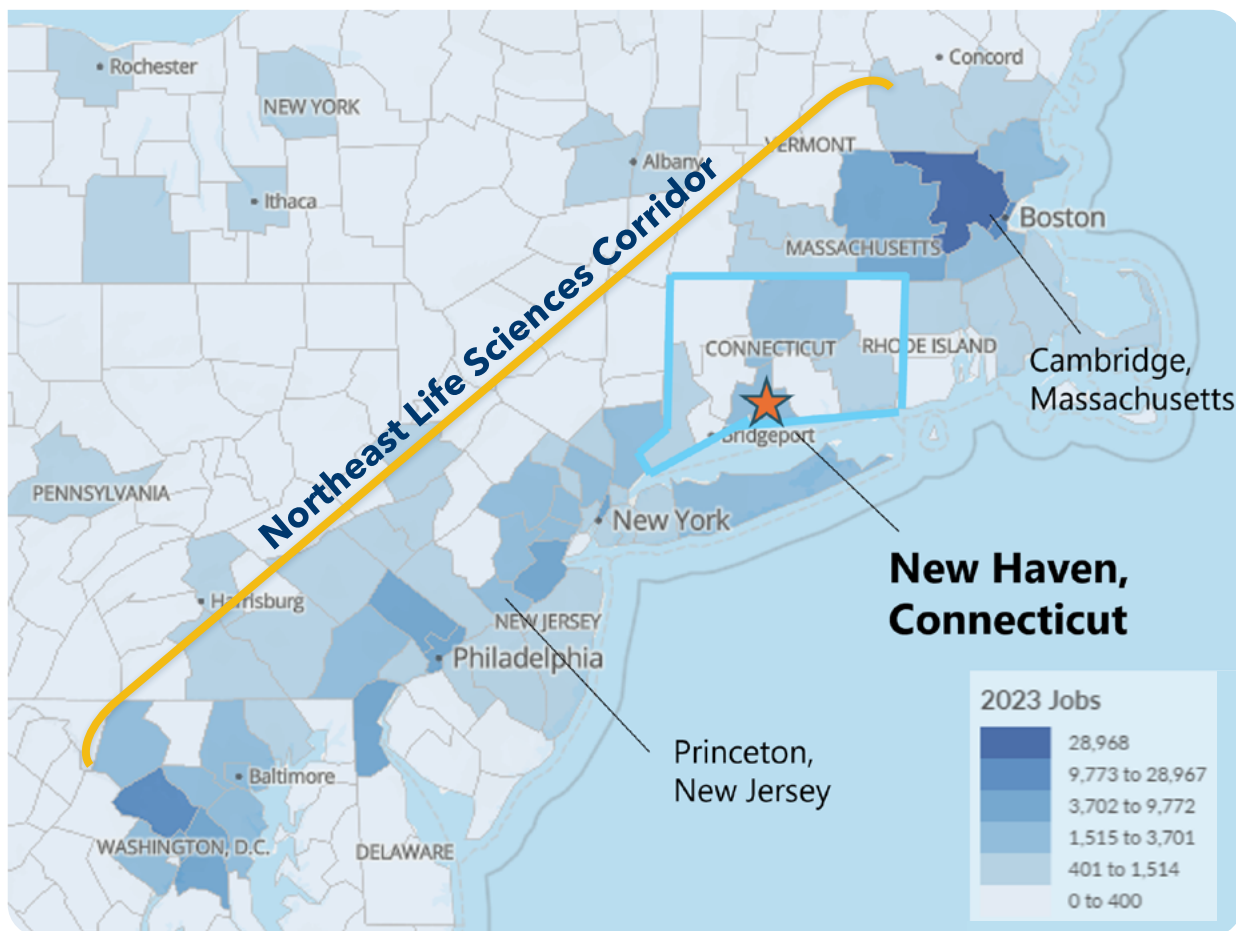 Rochester
Concord
NEW YORK
VERMONT
Albany
Ithaca
Boston
MASSACHUSETTS
Northeast Life Sciences Corridor
CONNECTICUT
RHODE ISLAND
Cambridge,
Massachusetts
Bridgeport
PENNSYLVANIA
New York
New Haven,
Connecticut
Harrisburg
NEW JERSEY
Philadelphia
Princeton,
New Jersey
Baltimore
WASHINGTON, D.C.
DELAWARE
2023 Jobs
28,968
9,773 to 28,967
3,702 to 9,772
1,515 to 3,701
401 to 1,514
0 to 400